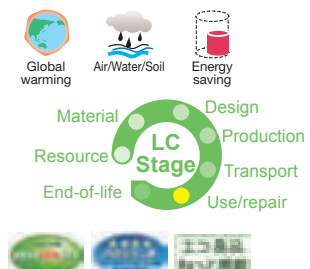 Global
warming
Air/Water/Soil
Energy
saving
Design
Material
Production
LC
Stage
Resource
Transport
End-of-life
Use/repair